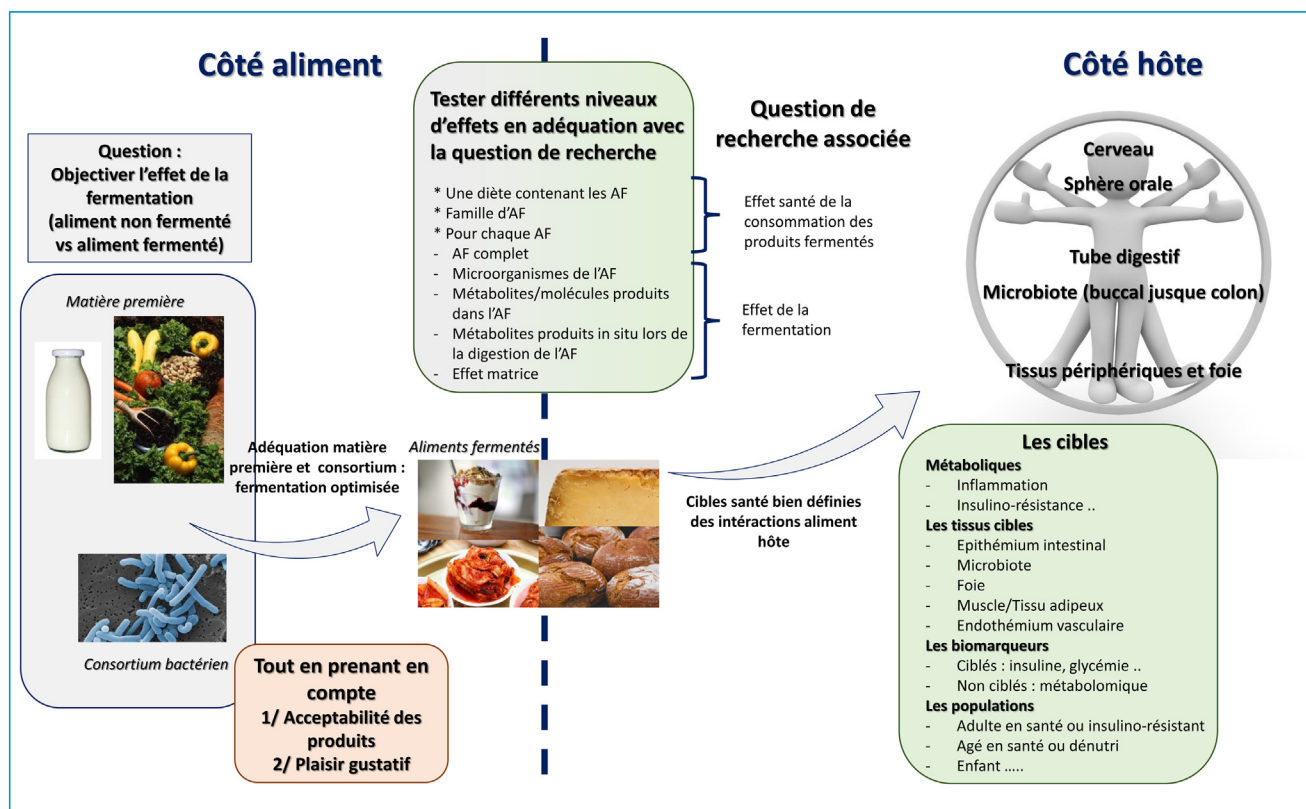 Côté aliment
Côté hôte
Question :
Objectiver l’effet de la
fermentation
(aliment non fermenté
vs aliment fermenté)
Matière première
Consortium bactérien
Adéquation matière
première et consortium :
fermentation optimisée
Tout en prenant en
compte
1/ Acceptabilité des
produits
2/ Plaisir gustatif
Tester différents niveaux
d’effets en adéquation avec
la question de recherche
* Une diète contenant les AF
* Famille d’AF
* Pour chaque AF
- AF complet
- Microorganismes de l’AF
- Métabolites/molécules produits
dans l’AF
- Métabolites produits in situ lors de
la digestion de l’AF
- Effet matrice
Question de
recherche associée
Effet santé de la
consommation des
produits fermentés
Effet de la
fermentation
Aliments fermentés
Cibles santé bien définies
des intéractions aliment
hôte
Cerveau
Sphère orale
Tube digestif
Microbiote (buccal jusque colon)
Tissus périphériques et foie
Les cibles
Métaboliques
- Inflammation
- Insulino-résistance ..
Les tissus cibles
- Epithémium intestinal
- Microbiote
- Foie
- Muscle/Tissu adipeux
- Endothémium vasculaire
Les biomarqueurs
- Ciblés : insuline, glycémie ..
- Non ciblés : métabolomique
Les populations
- Adulte en santé ou insulino-résistant
- Agé en santé ou dénutri
- Enfant .....